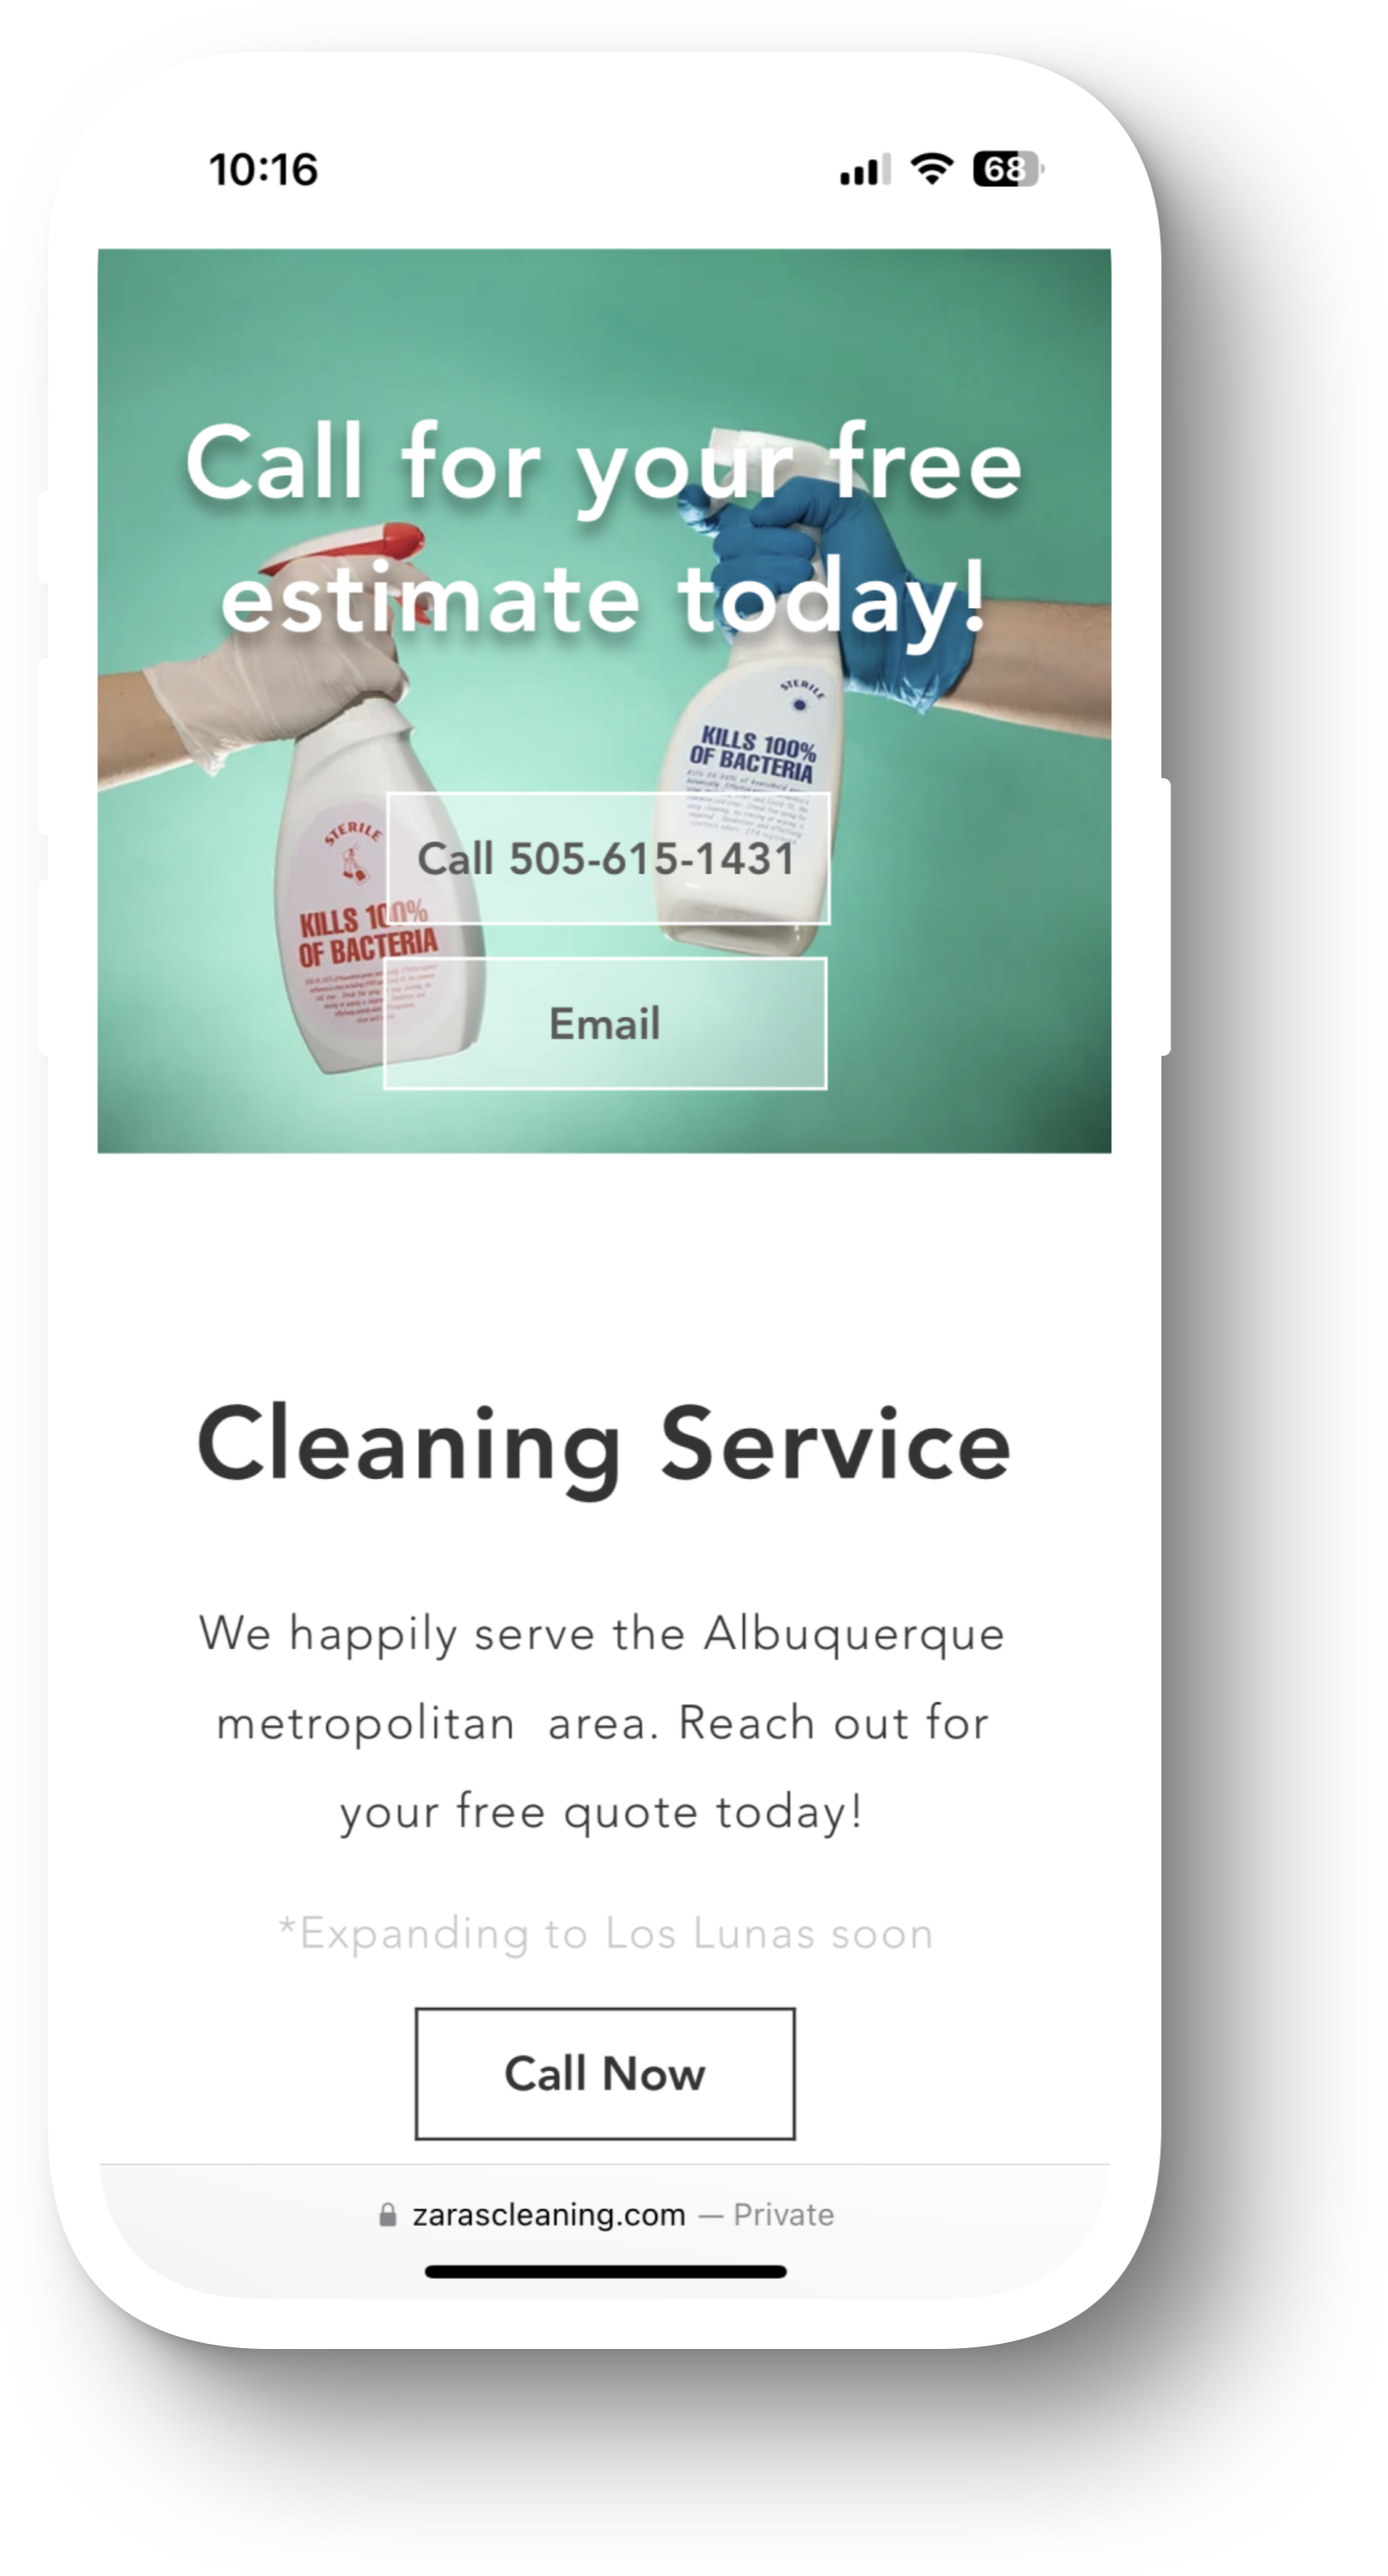 10:16
68
Call for your free
estimate today!
STERILE
KILLS 100%
OF BACTERIA
Call 505-615-1431
STERILE
KILLS 100%
OF BACTERIA
Email
Cleaning Service
We happily serve the Albuquerque
metropolitan  area. Reach out for
your free quote today!
*Expanding to Los Lunas soon
Call Now
zarascleaning.com — Private